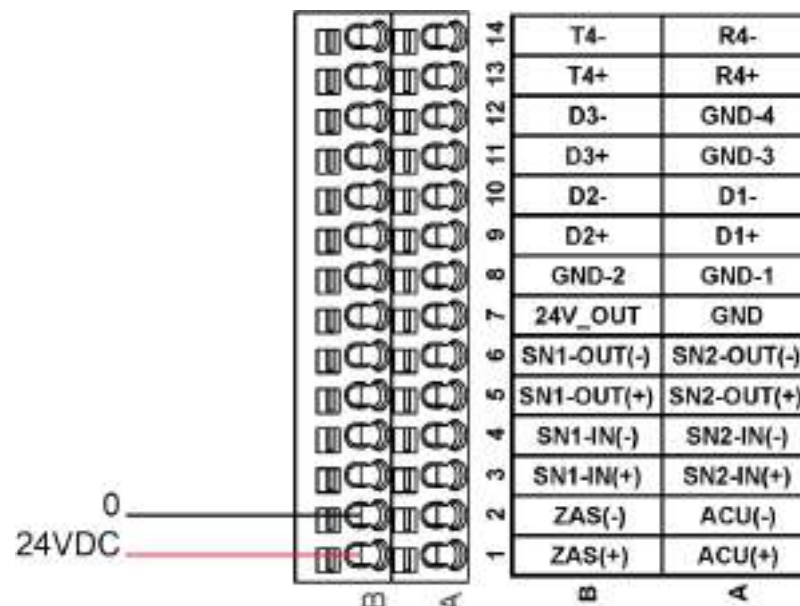 14 T4- R4-
13 T4+ R4+
12 D3- GND-4
11 D3+ GND-3
10 D2- D1-
9 D2+ D1+
8 GND-2 GND-1
7 24V_OUT GND
6 SN1-OUT(-) SN2-OUT(-)
5 SN1-OUT(+) SN2-OUT(+)
4 SN1-IN(-) SN2-IN(-)
3 SN1-IN(+) SN2-IN(+)
0 2 ZAS(-) ACU(-)
24VDC 1 ZAS(+) ACU(+)
B A B A